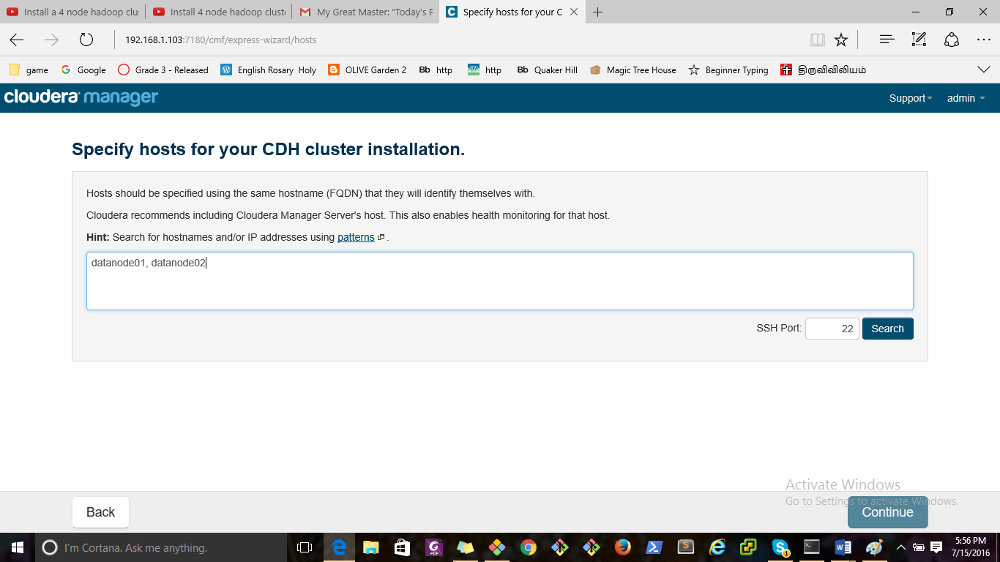 Install a 4 node hadoop clus
Install 4 node hadoop cluste
My Great Master: "Today's F
Specify hosts for your C
192.168.1.103:7180/cmf/express-wizard/hosts
game
Google
Grade 3 - Released
English Rosary Holy
OLIVE Garden 2
Bb http
http
Bb Quaker Hill
Magic Tree House
Beginner Typing
திருவிவிலியம்
cloudera manager
Support
admin
Specify hosts for your CDH cluster installation.
Hosts should be specified using the same hostname (FQDN) that they will identify themselves with.
Cloudera recommends including Cloudera Manager Server's host. This also enables health monitoring for that host.
Hint: Search for hostnames and/or IP addresses using patterns .
datanode01, datanode02
SSH Port: 22 Search
Activate Windows
Go to Settings to activate Windows.
Back
Continue
I'm Cortana. Ask me anything.
5:56 PM
7/15/2016